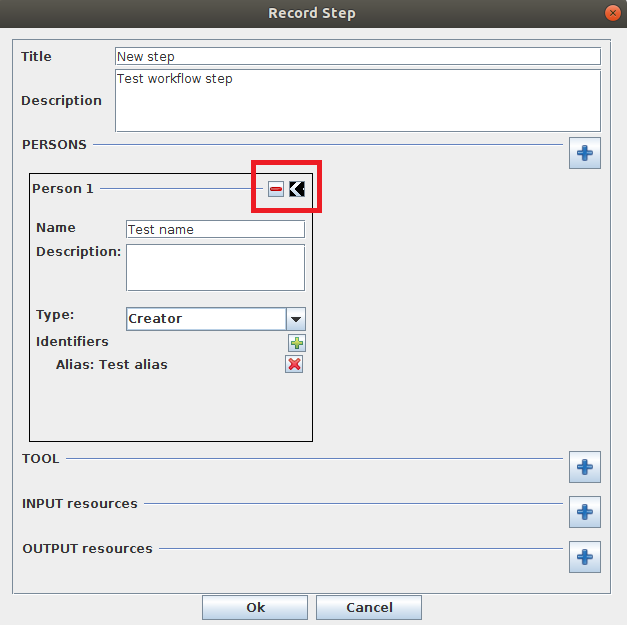 Record Step
Title
New step
Description
Test workflow step
PERSONS
Person 1
Name
Test name
Description:
Type:
Creator
Identifiers
Alias: Test alias
TOOL
INPUT resources
OUTPUT resources
Ok
Cancel